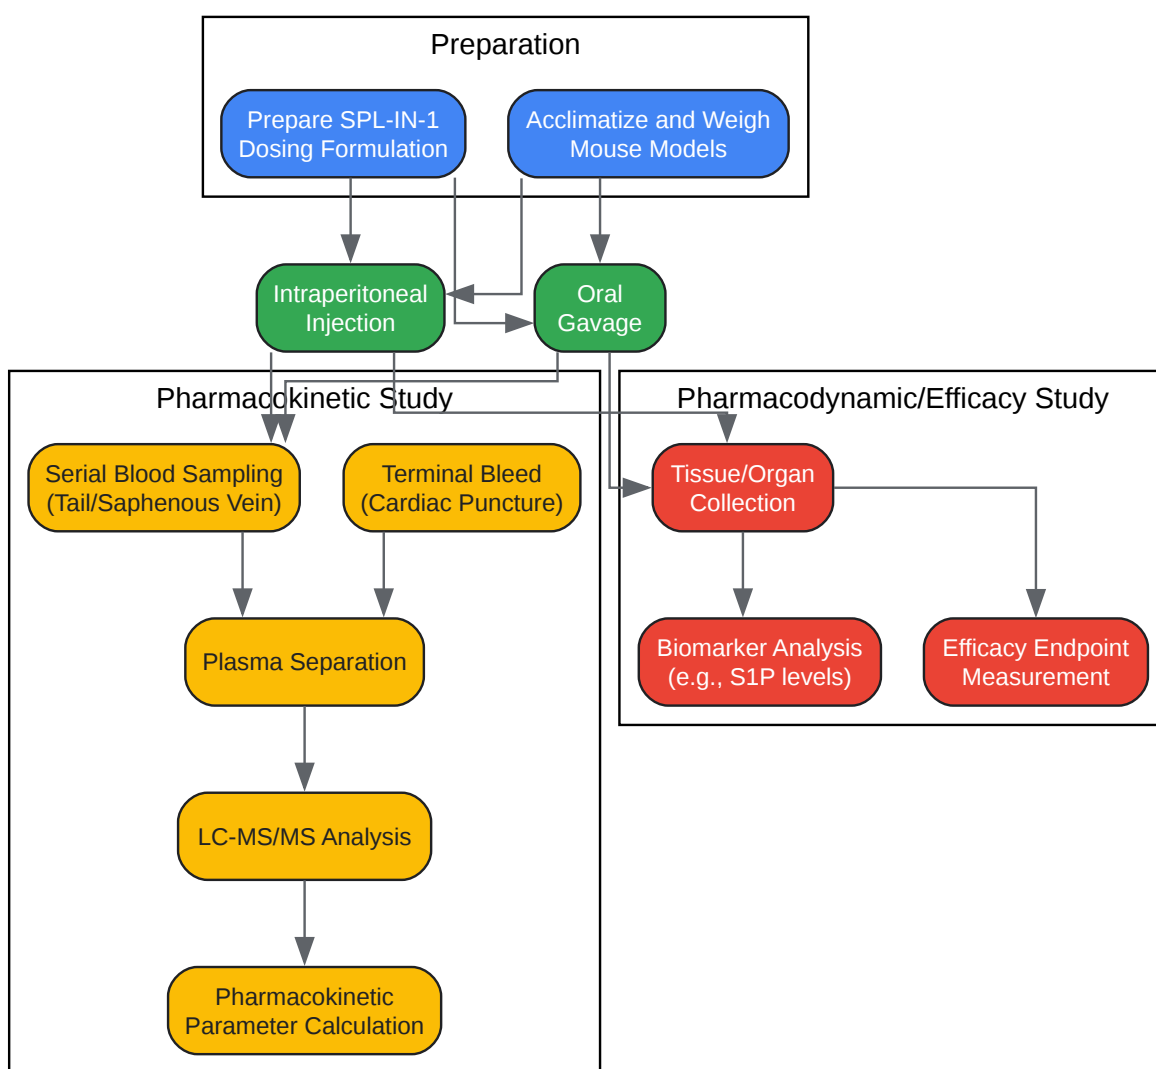 Preparation
Prepare SPL-IN-1
Dosing Formulation
Acclimatize and Weigh
Mouse Models
Intraperitoneal
Injection
Oral
Gavage
Pharmacokinetic Study
Serial Blood Sampling
(Tail/Saphenous Vein)
Terminal Bleed
(Cardiac Puncture)
Plasma Separation
LC-MS/MS Analysis
Pharmacokinetic
Parameter Calculation
Pharmacodynamic/Efficacy Study
Tissue/Organ
Collection
Biomarker Analysis
(e.g., S1P levels)
Efficacy Endpoint
Measurement